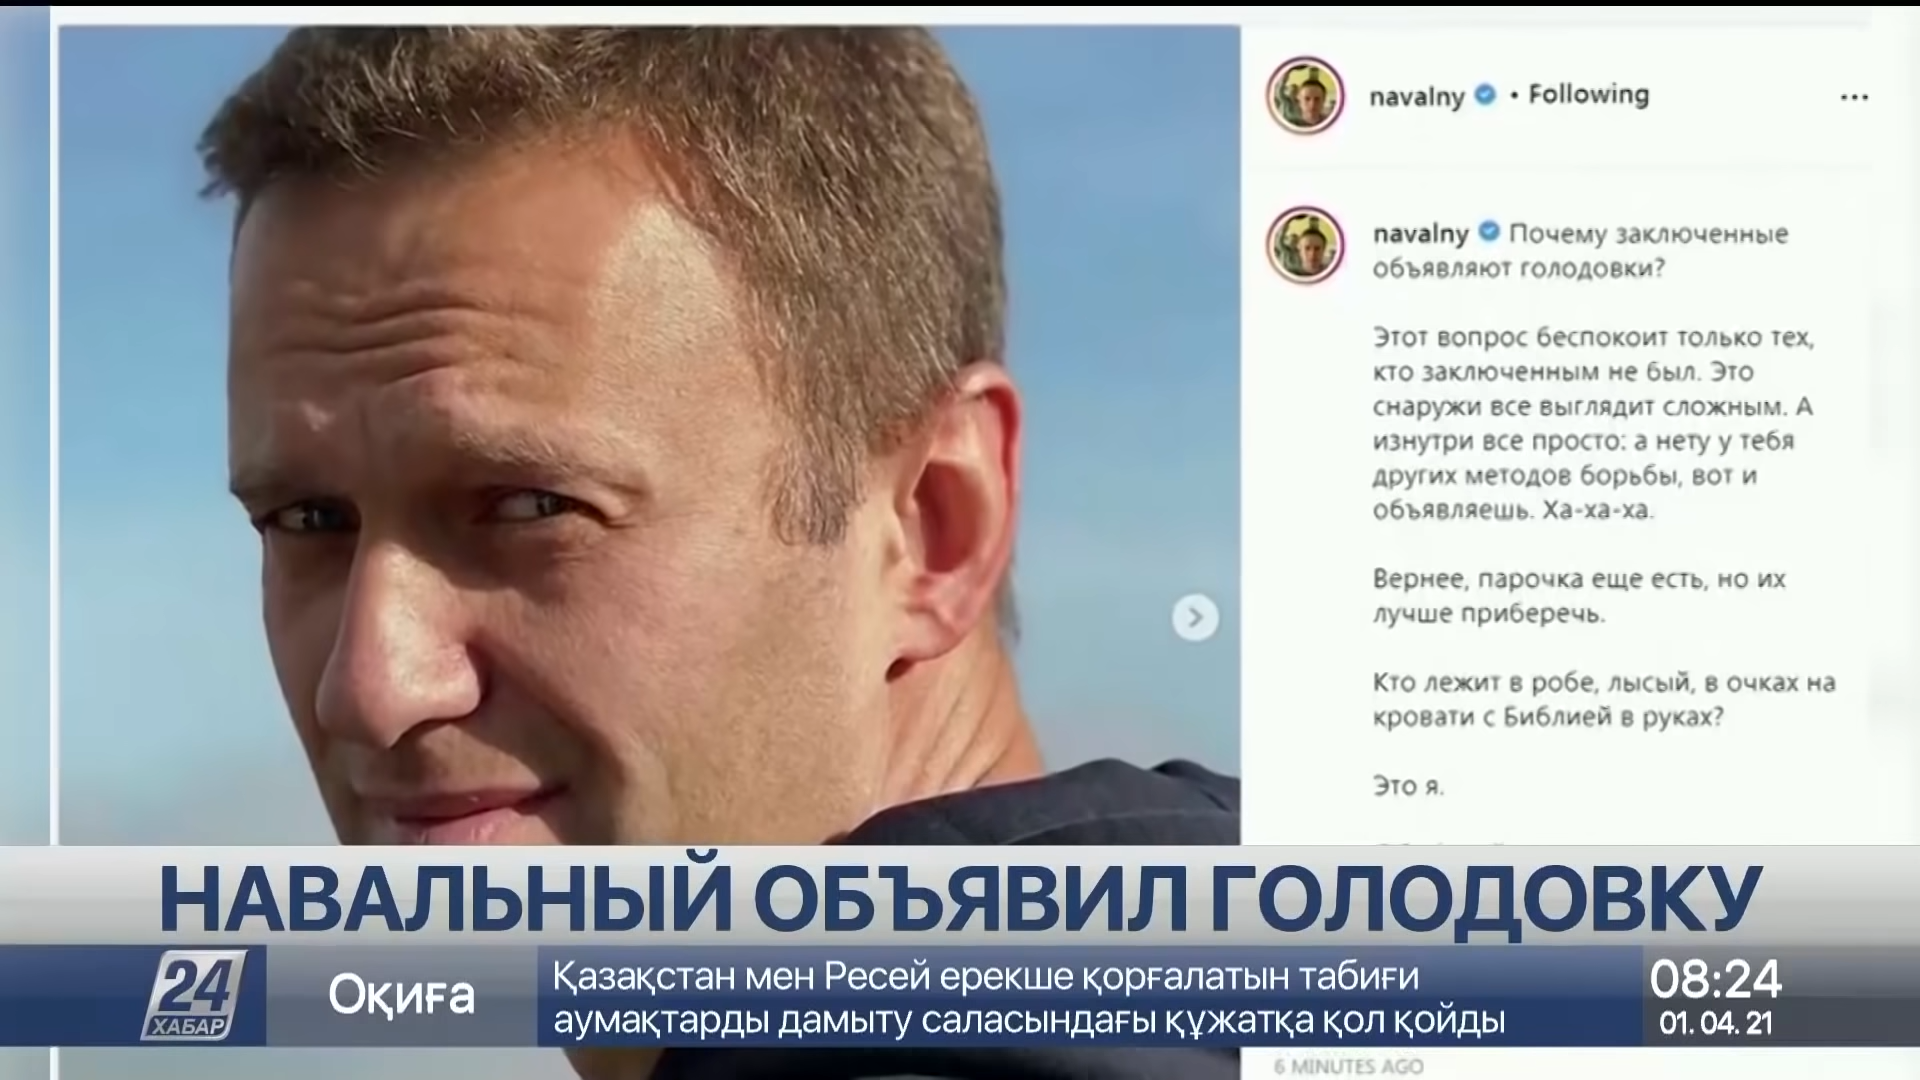 navalny • Following
navalny Почему заключенные
объявляют голодовки?
Этот вопрос беспокоит только тех,
кто заключенным не был. Это
снаружи все выглядит сложным. А
изнутри все просто: а нету у тебя
других методов борьбы, вот и
объявляешь. Ха-ха-ха.
Вернее, парочка еще есть, но их
лучше приберечь.
Кто лежит в робе, лысый, в очках на
кровати с Библией в руках?
Это я.
НАВАЛЬНЫЙ ОБЪЯВИЛ ГОЛОДОВКУ
24
ХАБАР
Оқиға
Қазақстан мен Ресей ерекше қорғалатын табиғи
аумақтарды дамыту саласындағы құжатқа қол қойды
08:24
01. 04. 21
6 MINUTES AGO